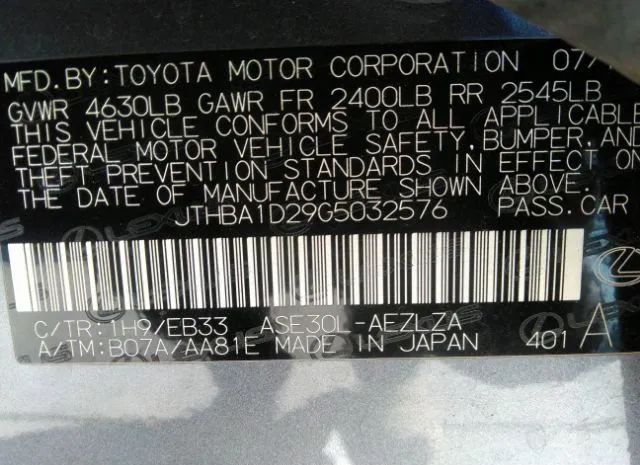 MFD.BY:TOYOTA MOTOR CORPORATION 07/
GVWR 4630LB GAWR FR 2400LB RR 2545LB
THIS VEHICLE CONFORMS TO ALL APPLICABLE
FEDERAL MOTOR VEHICLE SAFETY,BUMPER,AND
THEFT PREVENTION STANDARDS IN EFFECT ON
THE DATE OF MANUFACTURE SHOWN ABOVE.
JTHBA1D29G5032576 PASS.CAR
C/TR:1H9/EB33 ASE30L-AEZLZA
A/TM:B07A/AA81E MADE IN JAPAN 401A